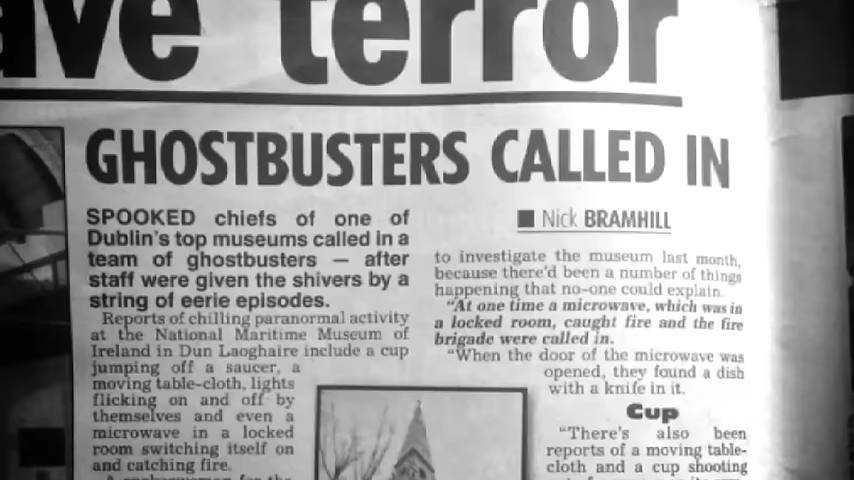 ave terror
GHOSTBUSTERS CALLED IN
SPOOKED chiefs of one of
Dublin's top museums called in a
team of ghostbusters — after
staff were given the shivers by a
string of eerie episodes.
Reports of chilling paranormal activity
at the National Maritime Museum of
Ireland in Dun Laoghaire include a cup
jumping off a saucer, a
moving table-cloth, lights
flicking on and off by
themselves and even a
microwave in a locked
room switching itself on
and catching fire.
Nick BRAMHILL
to investigate the museum last month,
because there'd been a number of things
happening that no-one could explain.
"At one time a microwave, which was in
a locked room, caught fire and the fire
brigade were called in.
"When the door of the microwave was
opened, they found a dish
with a knife in it.
Cup
"There's also been
reports of a moving table-
cloth and a cup shooting